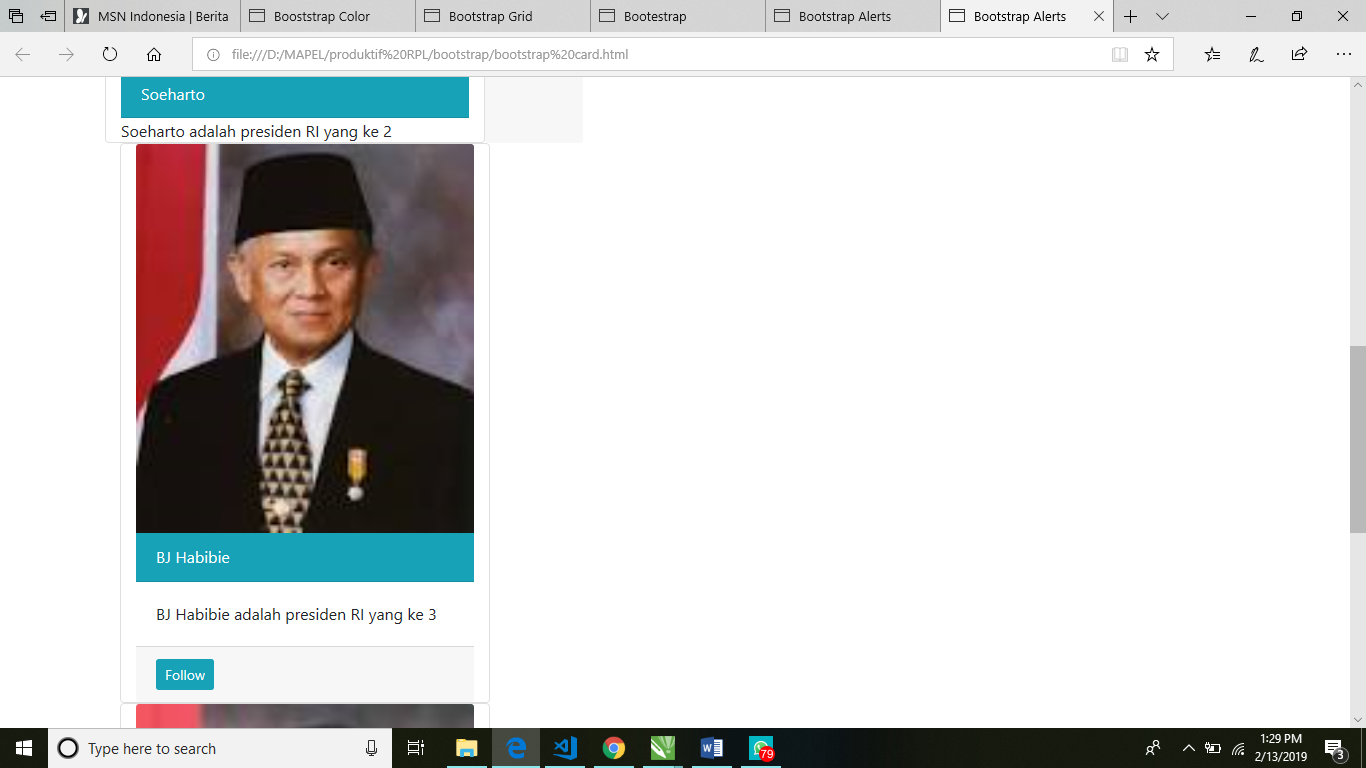 MSN Indonesia | Berita
Booststrap Color
Bootstrap Grid
Bootestrap
Bootstrap Alerts
Bootstrap Alerts
file:///D:/MAPEL/produktif%20RPL/bootstrap/bootstrap%20card.html
Soeharto
Soeharto adalah presiden RI yang ke 2
BJ Habibie
BJ Habibie adalah presiden RI yang ke 3
Follow
Type here to search
79
1:29 PM
2/13/2019
3